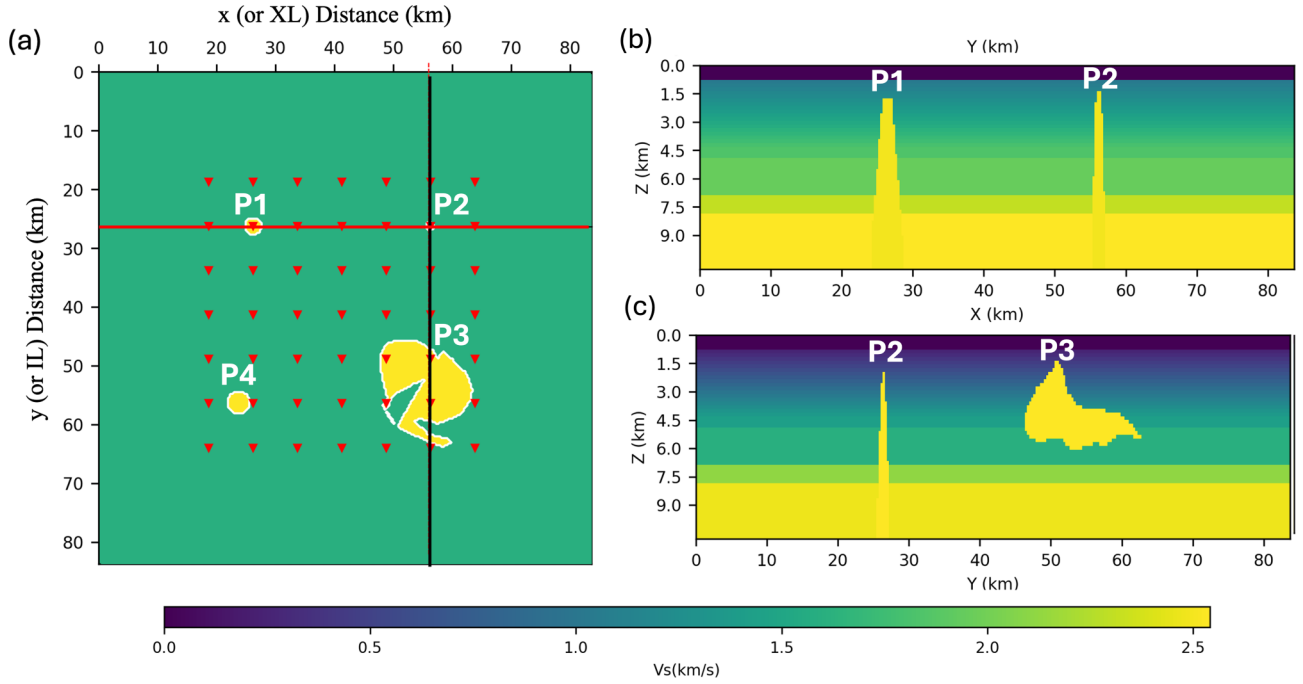 x (or XL) Distance (km)
(a)
0 10 20 30 40 50 60 70 80
0
10
20
30
40
50
60
70
80
y (or IL) Distance (km)
P1
P2
P3
P4
(b)
Y (km)
0.0
1.5
3.0
4.5
6.0
7.5
9.0
Z (km)
P1
P2
0 10 20 30 40 50 60 70 80
X (km)
(c)
0.0
1.5
3.0
4.5
6.0
7.5
9.0
Z (km)
P2
P3
0 10 20 30 40 50 60 70 80
Y (km)
0.0 0.5 1.0 1.5 2.0 2.5
Vs(km/s)